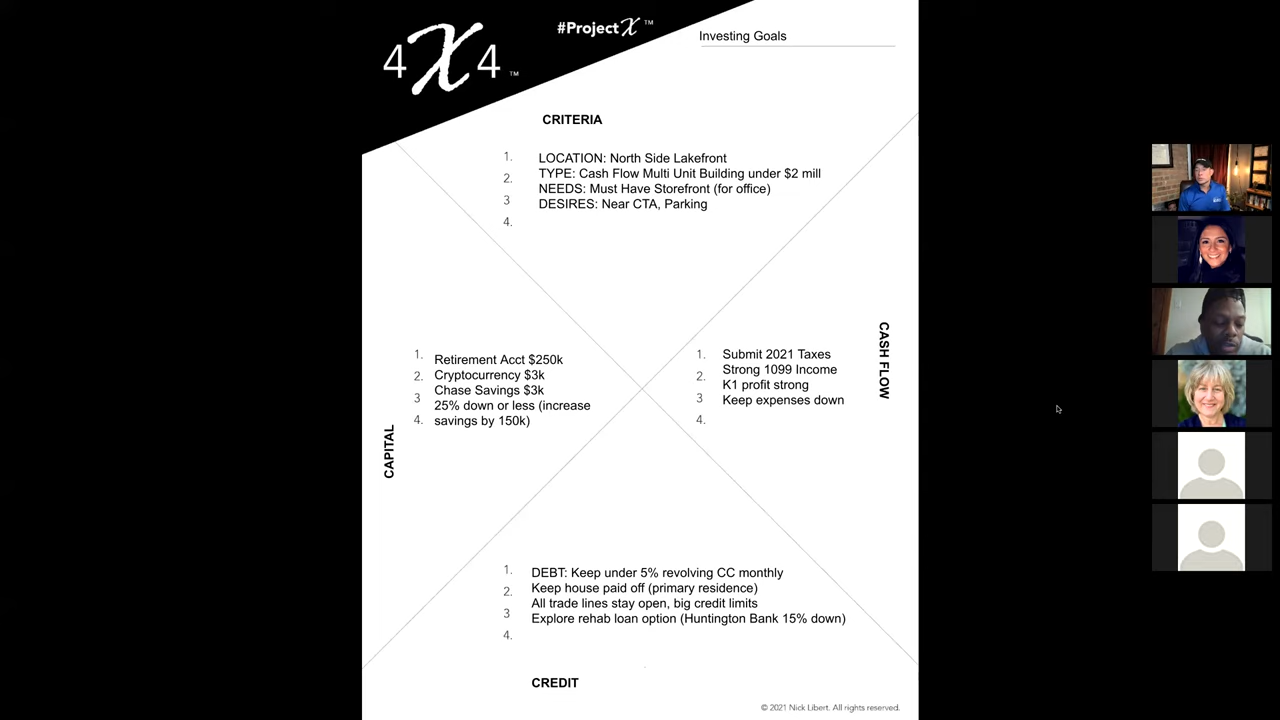 #ProjectX™
Investing Goals
4X4™
CRITERIA
1.
LOCATION: North Side Lakefront
2.
TYPE: Cash Flow Multi Unit Building under $2 mill
3
NEEDS: Must Have Storefront (for office)
4.
DESIRES: Near CTA, Parking
CAPITAL
1.
Retirement Acct $250k
2.
Cryptocurrency $3k
3
Chase Savings $3k
4.
25% down or less (increase
savings by 150k)
CASH FLOW
1.
Submit 2021 Taxes
2.
Strong 1099 Income
3
K1 profit strong
4.
Keep expenses down
1.
DEBT: Keep under 5% revolving CC monthly
2.
Keep house paid off (primary residence)
3
All trade lines stay open, big credit limits
4.
Explore rehab loan option (Huntington Bank 15% down)
CREDIT
© 2021 Nick Libert. All rights reserved.